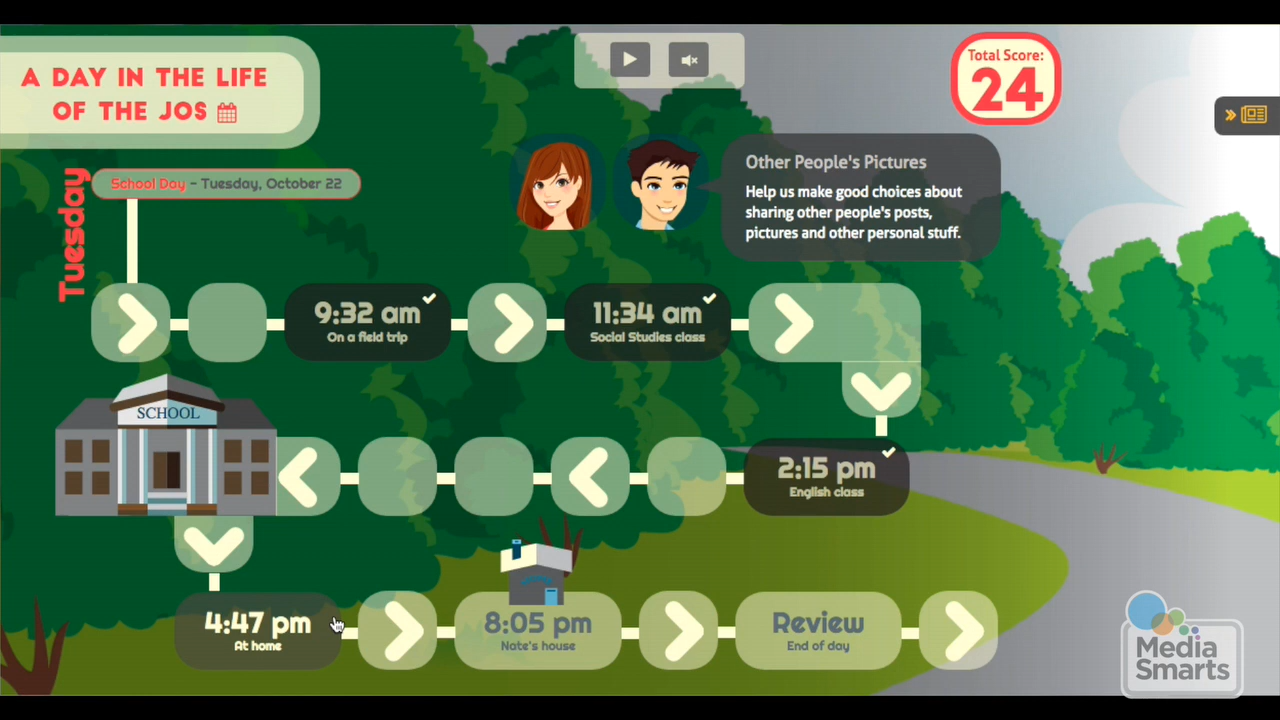 A DAY IN THE LIFE
OF THE JOS
Total Score:
24
Tuesday
School Day - Tuesday, October 22
Other People's Pictures
Help us make good choices about
sharing other people's posts,
pictures and other personal stuff.
9:32 am
On a field trip
11:34 am
Social Studies class
SCHOOL
2:15 pm
English class
4:47 pm
At home
8:05 pm
Nate's house
Review
End of day
Media
Smarts